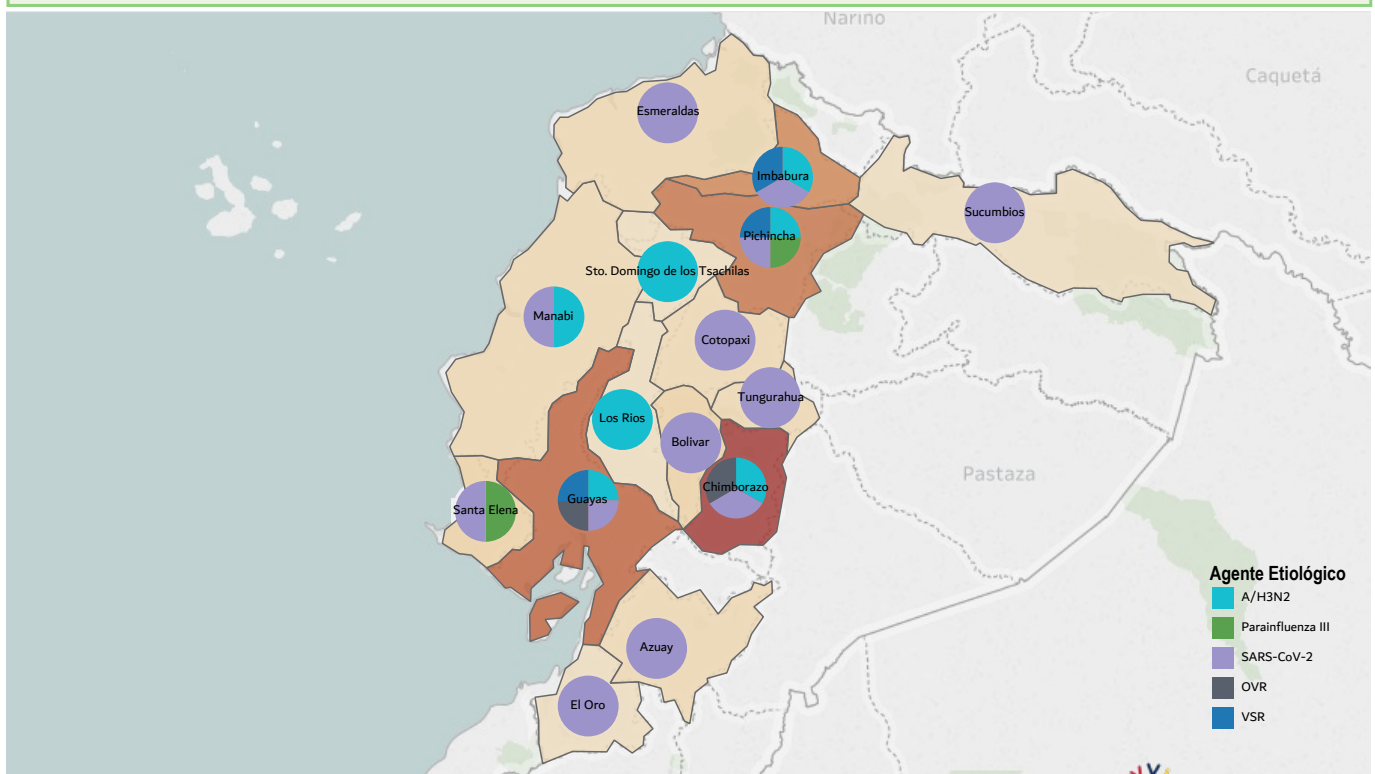 Nariño
Caquetá
Esmeraldas
Imbabura
Sucumbios
Pichincha
Sto. Domingo de los Tsachilas
Manabi
Cotopaxi
Tungurahua
Los Rios
Bolivar
Pastaza
Chimborazo
Guayas
Santa Elena
Azuay
El Oro
Agente Etiológico
A/H3N2
Parainfluenza III
SARS-CoV-2
OVR
VSR